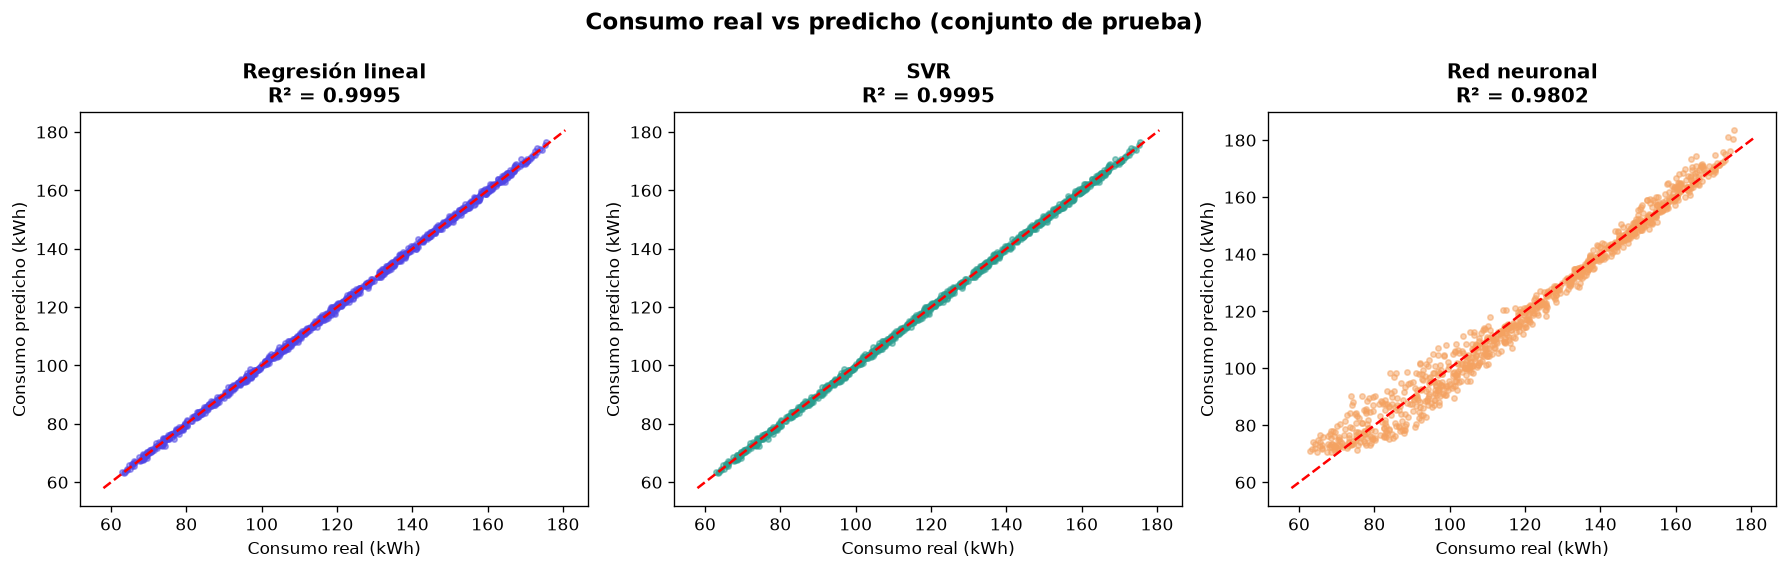 Consumo real vs predicho (conjunto de prueba)
Regresión lineal
R² = 0.9995
180
160
140
120
100
80
60
Consumo predicho (kWh)
60 80 100 120 140 160 180
Consumo real (kWh)
SVR
R² = 0.9995
180
160
140
120
100
80
60
Consumo predicho (kWh)
60 80 100 120 140 160 180
Consumo real (kWh)
Red neuronal
R² = 0.9802
180
160
140
120
100
80
60
Consumo predicho (kWh)
60 80 100 120 140 160 180
Consumo real (kWh)